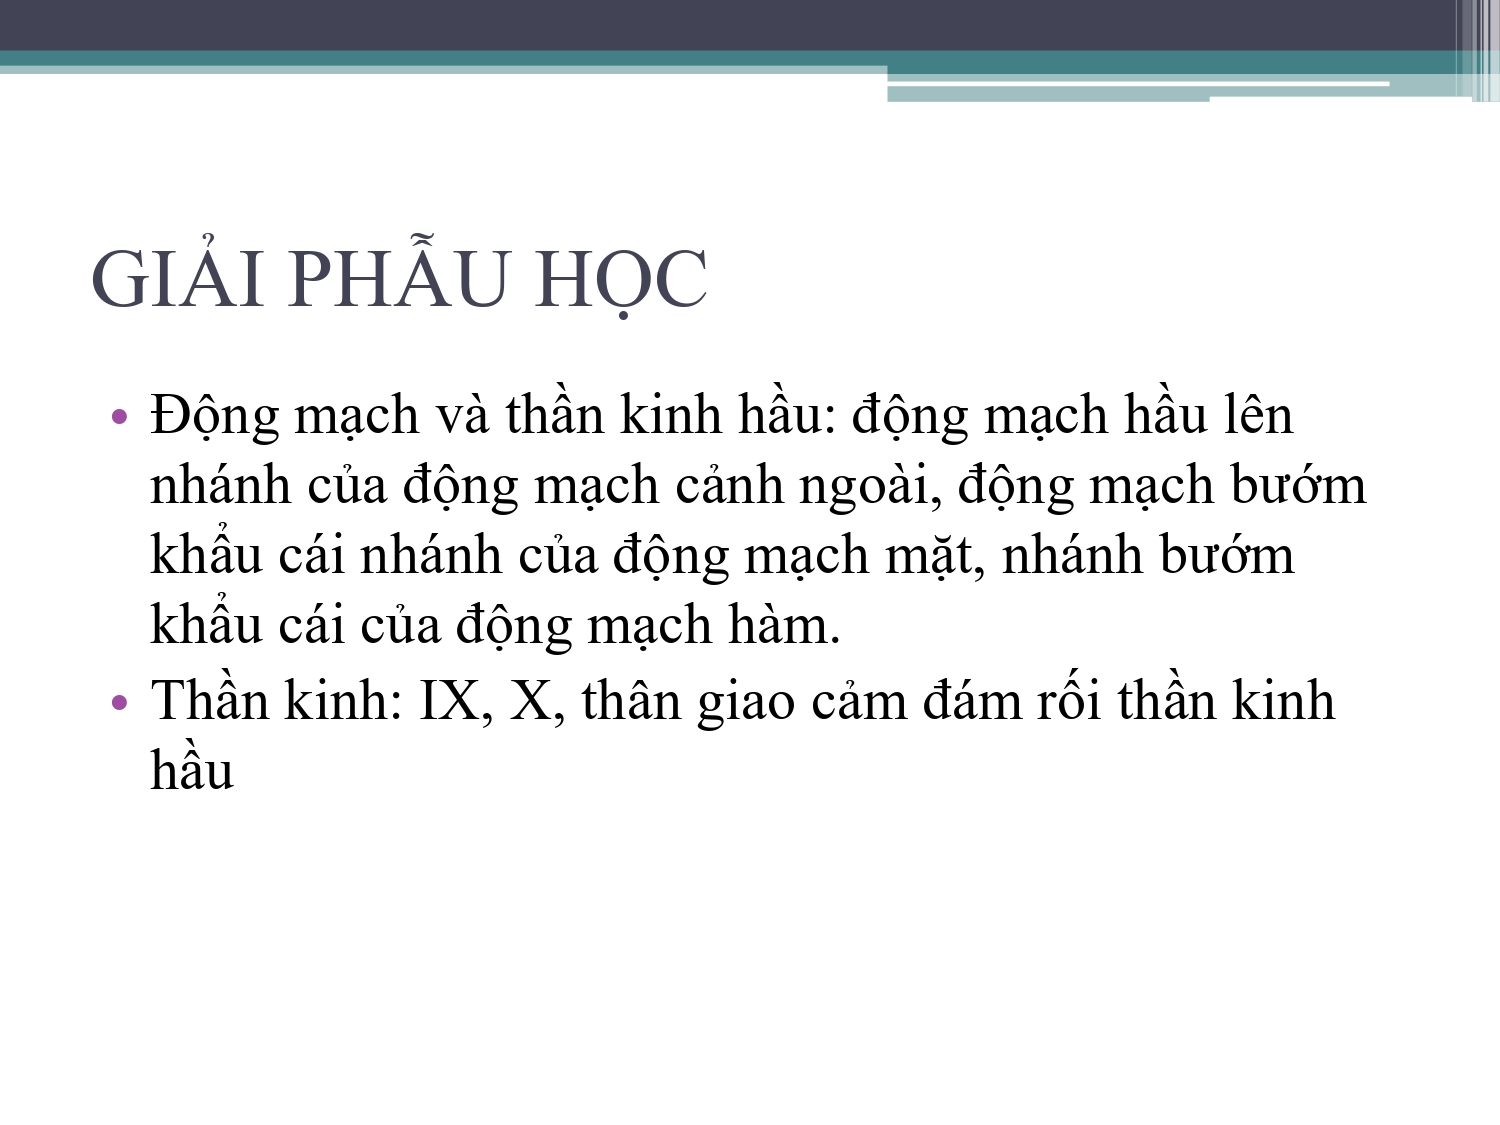 GIẢI PHẪU HỌC
• Động mạch và thần kinh hầu: động mạch hầu lên
nhánh của động mạch cảnh ngoài, động mạch bướm
khẩu cái nhánh của động mạch mặt, nhánh bướm
khẩu cái của động mạch hàm.
• Thần kinh: IX, X, thân giao cảm đám rối thần kinh
hầu